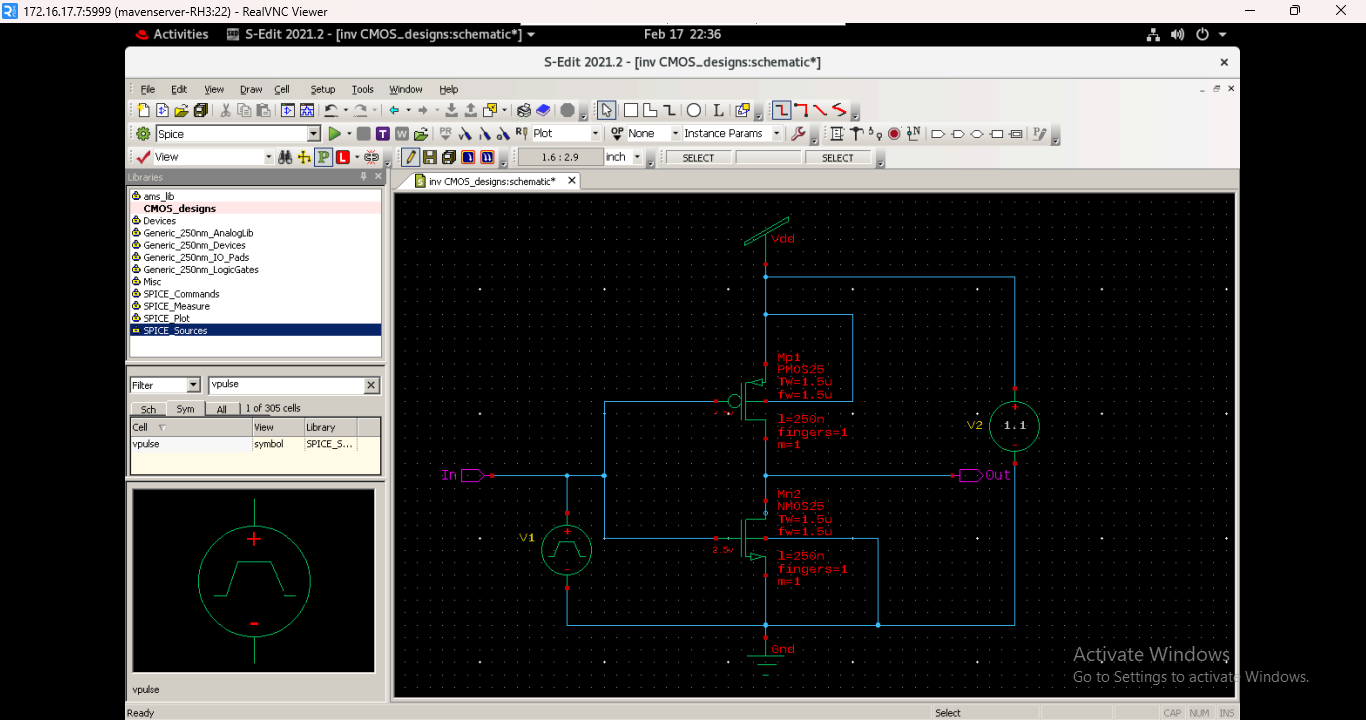 172.16.17.7:5999 (mavenserver-RH3:22) - RealVNC Viewer
Activities S-Edit 2021.2 - [inv CMOS_designs:schematic*] Feb 17 22:36
S-Edit 2021.2 - [inv CMOS_designs:schematic*]
File Edit View Draw Cell Setup Tools Window Help
Spice Plot None Instance Params
View 1.6 : 2.9 inch SELECT SELECT
Libraries
inv CMOS_designs:schematic*
ams_lib
CMOS_designs
Devices
Generic_250nm_AnalogLib
Generic_250nm_Devices
Generic_250nm_IO_Pads
Generic_250nm_LogicGates
Misc
SPICE_Commands
SPICE_Measure
SPICE_Plot
SPICE_Sources
Filter vpulse
Sch Sym All 1 of 305 cells
Cell View Library
vpulse symbol SPICE_S...
vpulse
Vdd
Mp1
PMOS25
TW=1.5u
fw=1.5u
l=250n
fingers=1
m=1
V2 1.1
In
Out
Mn2
NMOS25
TW=1.5u
fw=1.5u
V1
2.5v
l=250n
fingers=1
m=1
Gnd
Activate Windows
Go to Settings to activate Windows.
Ready Select CAP NUM INS